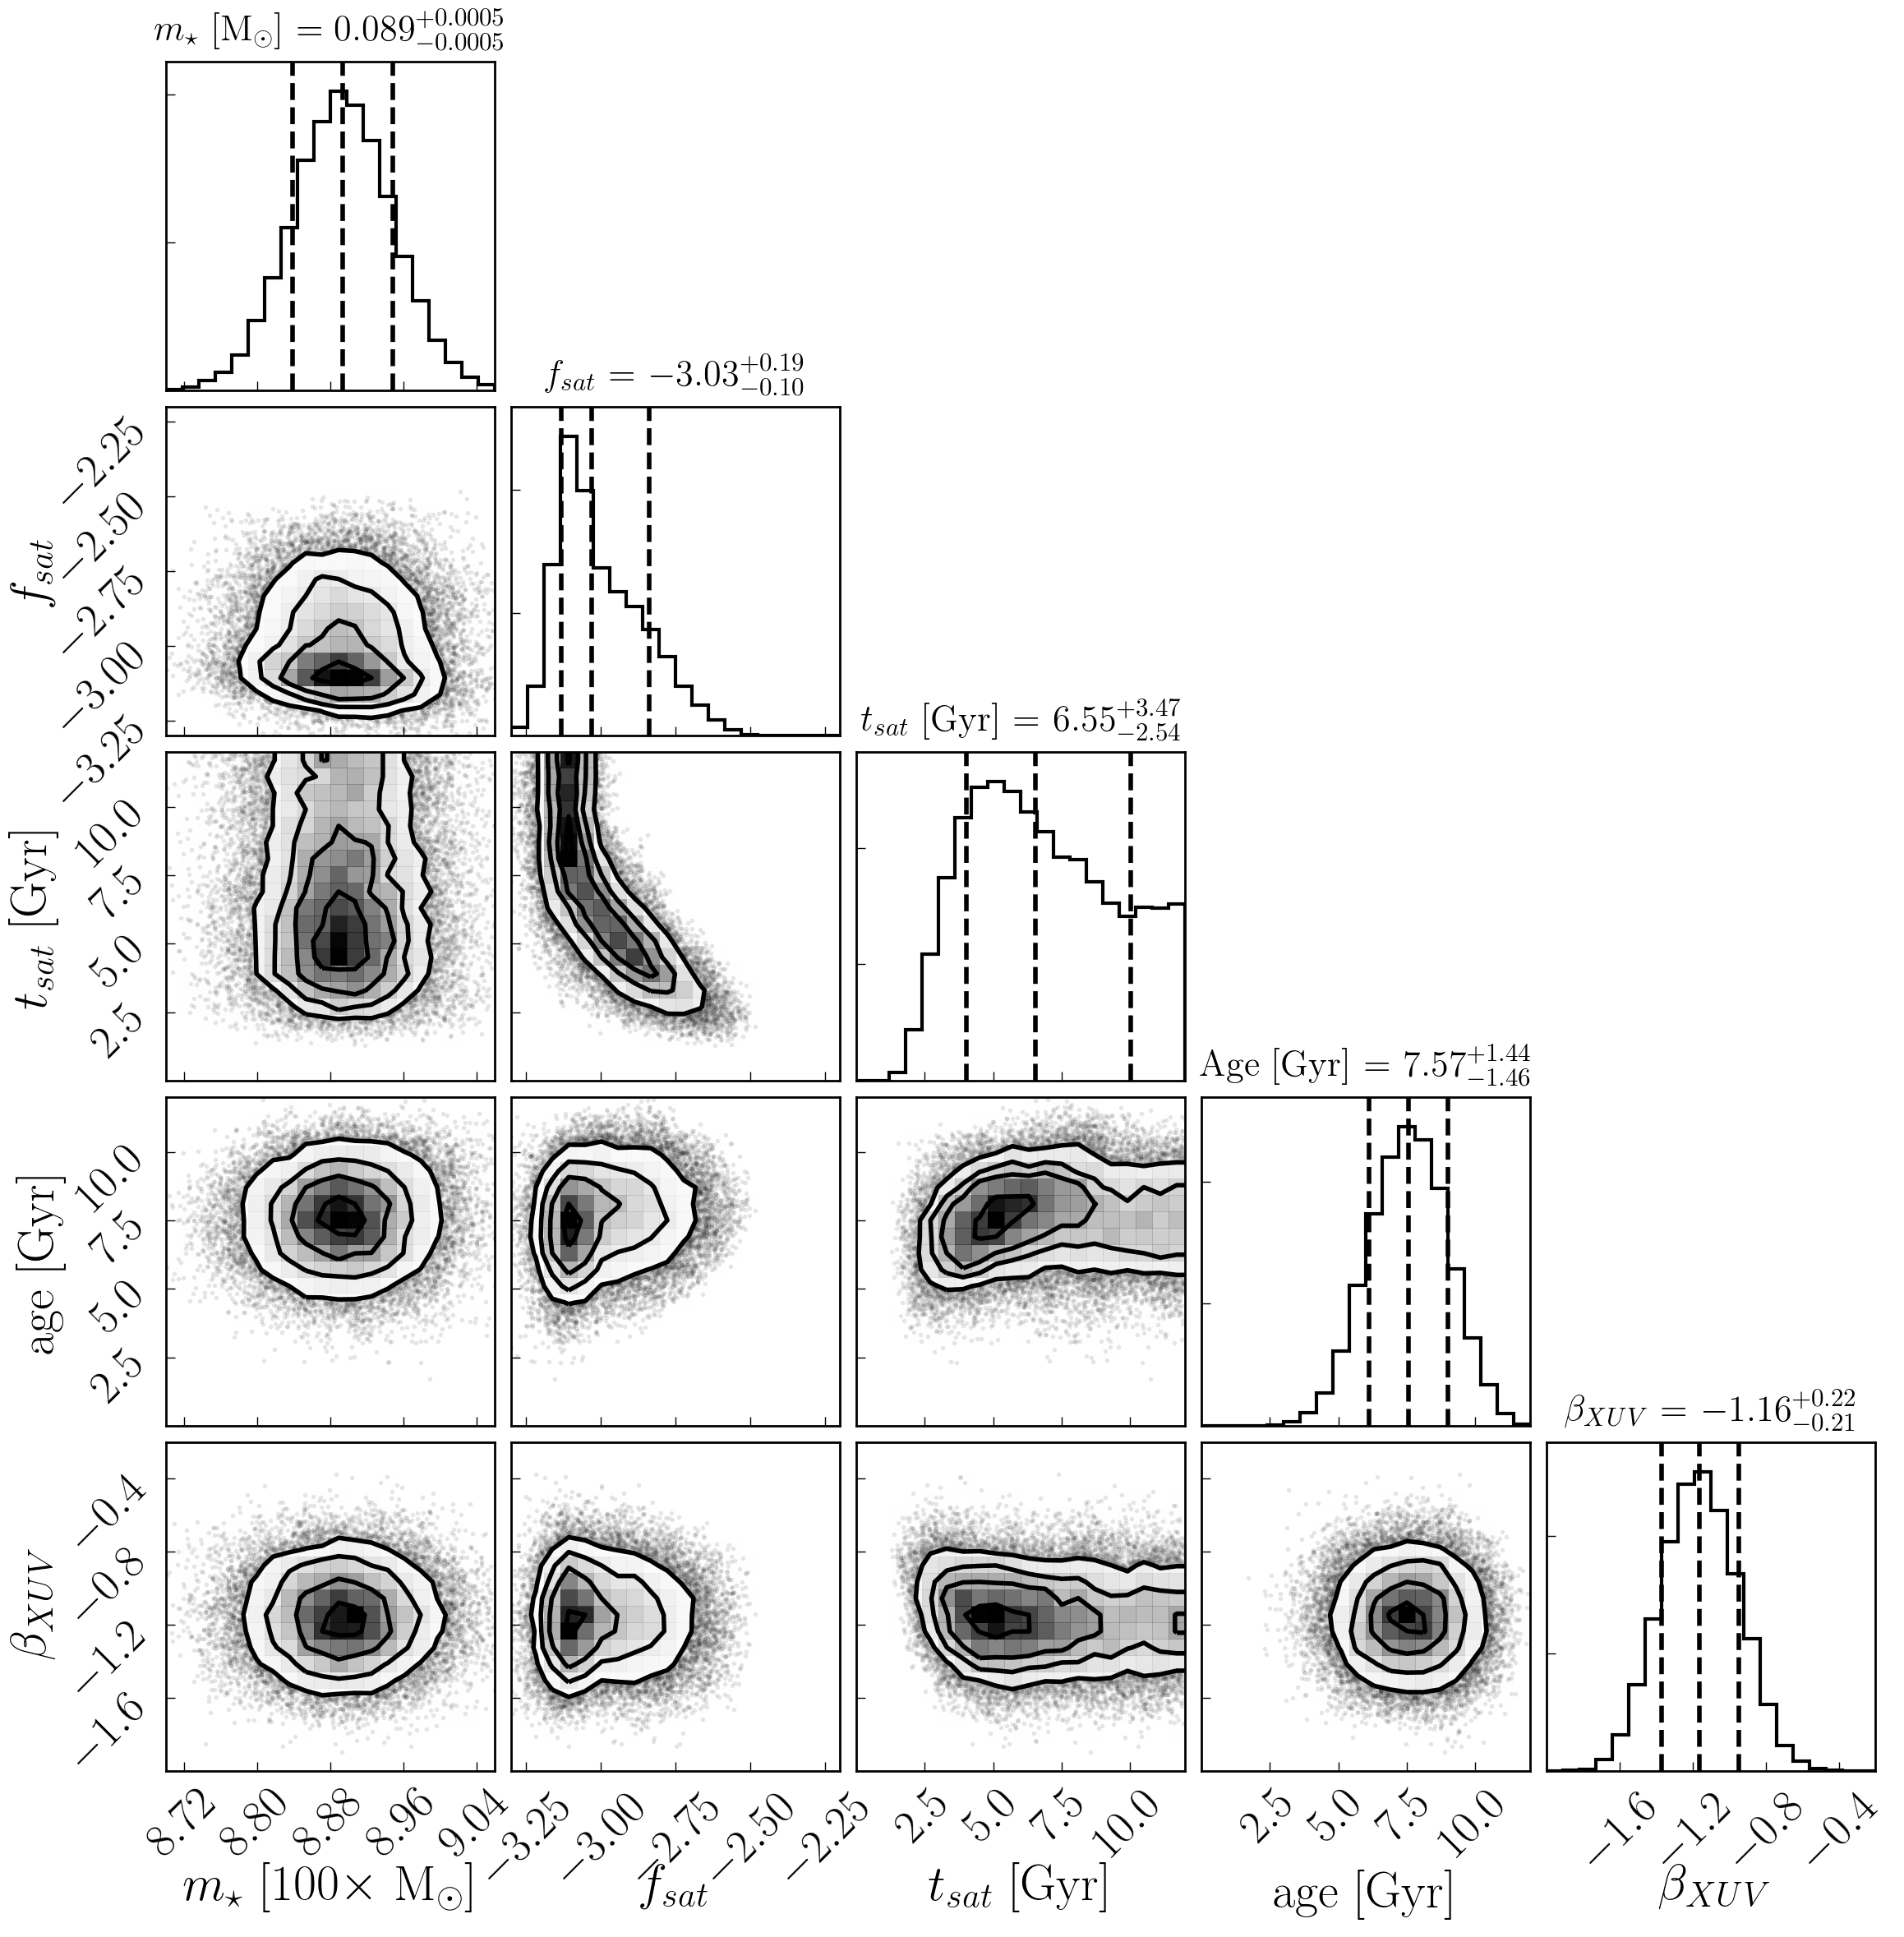 m⋆ [M⊙] = 0.089+0.0005−0.0005
fsat = −3.03+0.19−0.10
−2.25
−2.50
−2.75
−3.00
−3.25
fsat
tsat [Gyr] = 6.55+3.47−2.54
10.0
7.5
5.0
2.5
tsat [Gyr]
Age [Gyr] = 7.57+1.44−1.46
10.0
7.5
5.0
2.5
age [Gyr]
βXUV = −1.16+0.22−0.21
−0.4
−0.8
−1.2
−1.6
βXUV
8.72 8.80 8.88 8.96 9.04 −3.25 −3.00 −2.75 −2.50 −2.25 2.5 5.0 7.5 10.0 2.5 5.0 7.5 10.0 −1.6 −1.2 −0.8 −0.4
m⋆ [100× M⊙] fsat tsat [Gyr] age [Gyr] βXUV